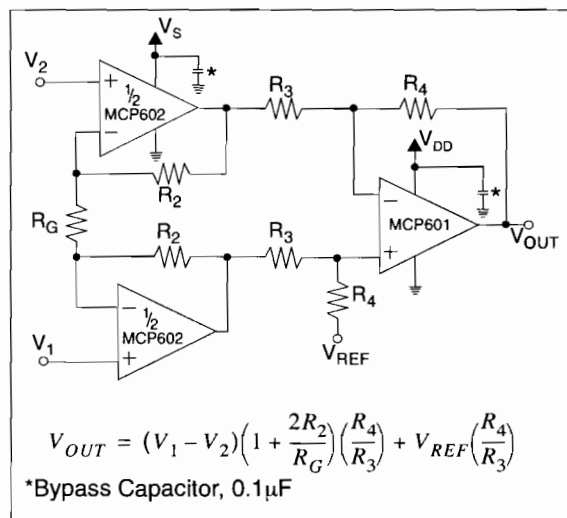 V_S
V_2
*
+
½
MCP602
−
R_3
R_4
V_DD
*
R_2
−
MCP601
+
V_OUT
R_G
R_2
R_3
R_4
−
½
MCP602
+
V_1
V_REF
V_OUT = (V_1 − V_2)(1 + 2R_2/R_G)(R_4/R_3) + V_REF(R_4/R_3)
*Bypass Capacitor, 0.1µF